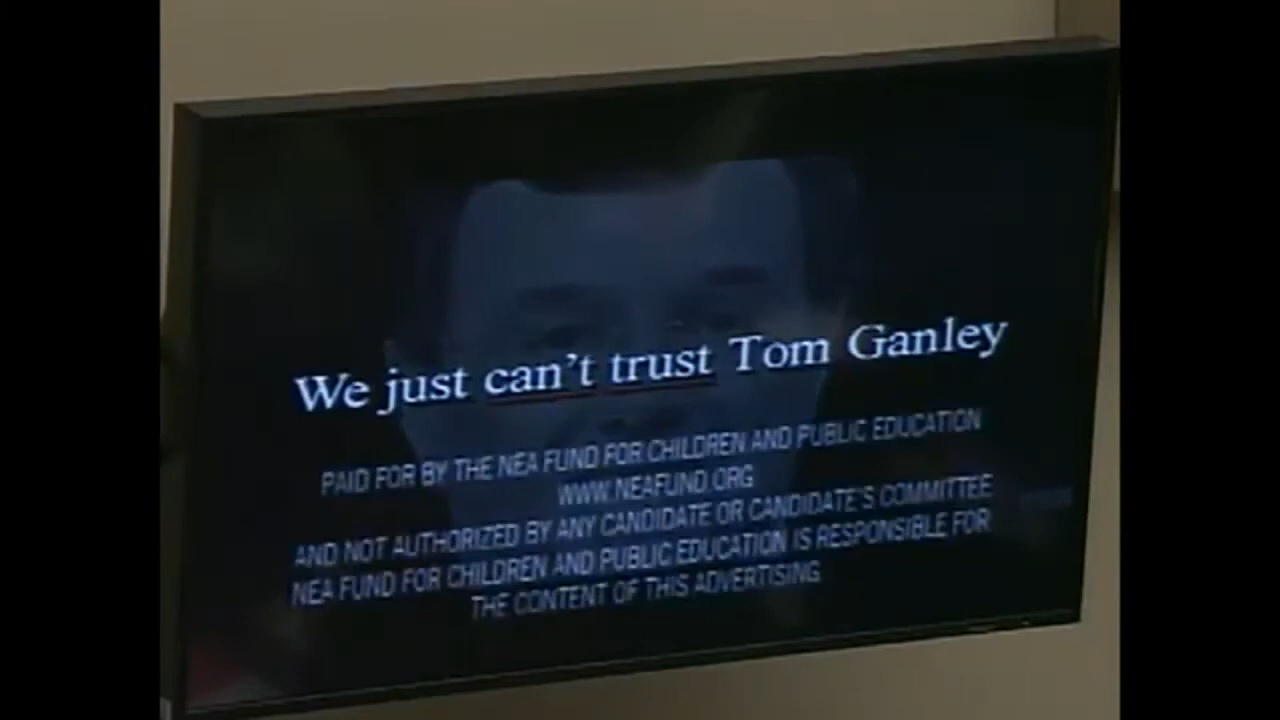 We just can't trust Tom Ganley
PAID FOR BY THE NEA FUND FOR CHILDREN AND PUBLIC EDUCATION
WWW.NEAFUND.ORG
AND NOT AUTHORIZED BY ANY CANDIDATE OR CANDIDATE'S COMMITTEE
NEA FUND FOR CHILDREN AND PUBLIC EDUCATION IS RESPONSIBLE FOR
THE CONTENT OF THIS ADVERTISING